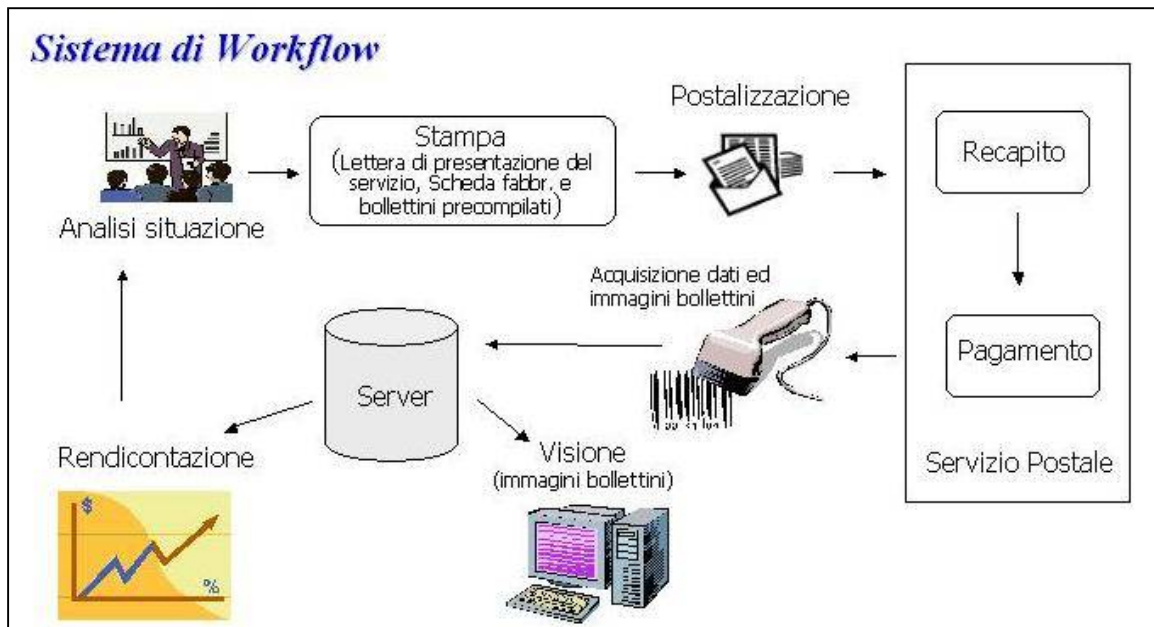 Sistema di Workflow
Analisi situazione
Stampa
(Lettera di presentazione del
servizio, Scheda fabbr. e
bollettini precompilati)
Postalizzazione
Recapito
Pagamento
Servizio Postale
Acquisizione dati ed
immagini bollettini
Server
Visione
(immagini bollettini)
Rendicontazione
$
%